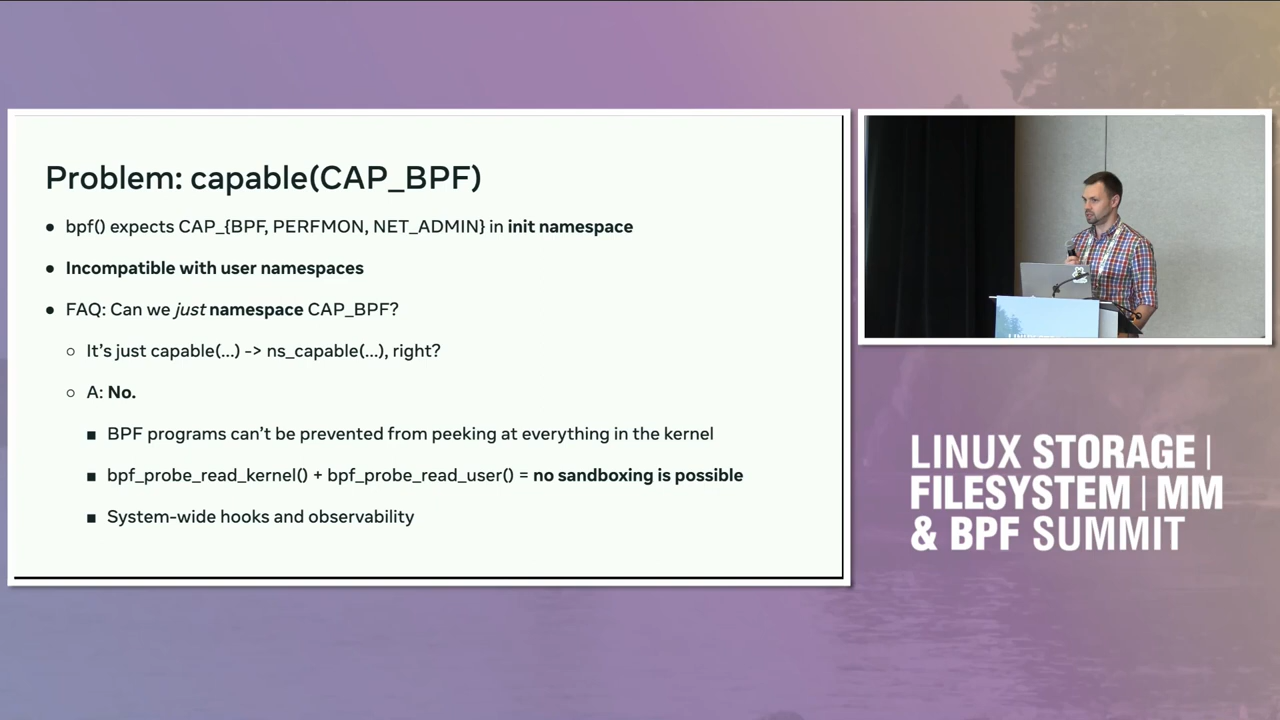 Problem: capable(CAP_BPF)
● bpf() expects CAP_{BPF, PERFMON, NET_ADMIN} in init namespace
● Incompatible with user namespaces
● FAQ: Can we just namespace CAP_BPF?
○ It's just capable(...) -> ns_capable(...), right?
○ A: No.
■ BPF programs can't be prevented from peeking at everything in the kernel
■ bpf_probe_read_kernel() + bpf_probe_read_user() = no sandboxing is possible
■ System-wide hooks and observability
LINUX STORAGE |
FILESYSTEM | MM
& BPF SUMMIT